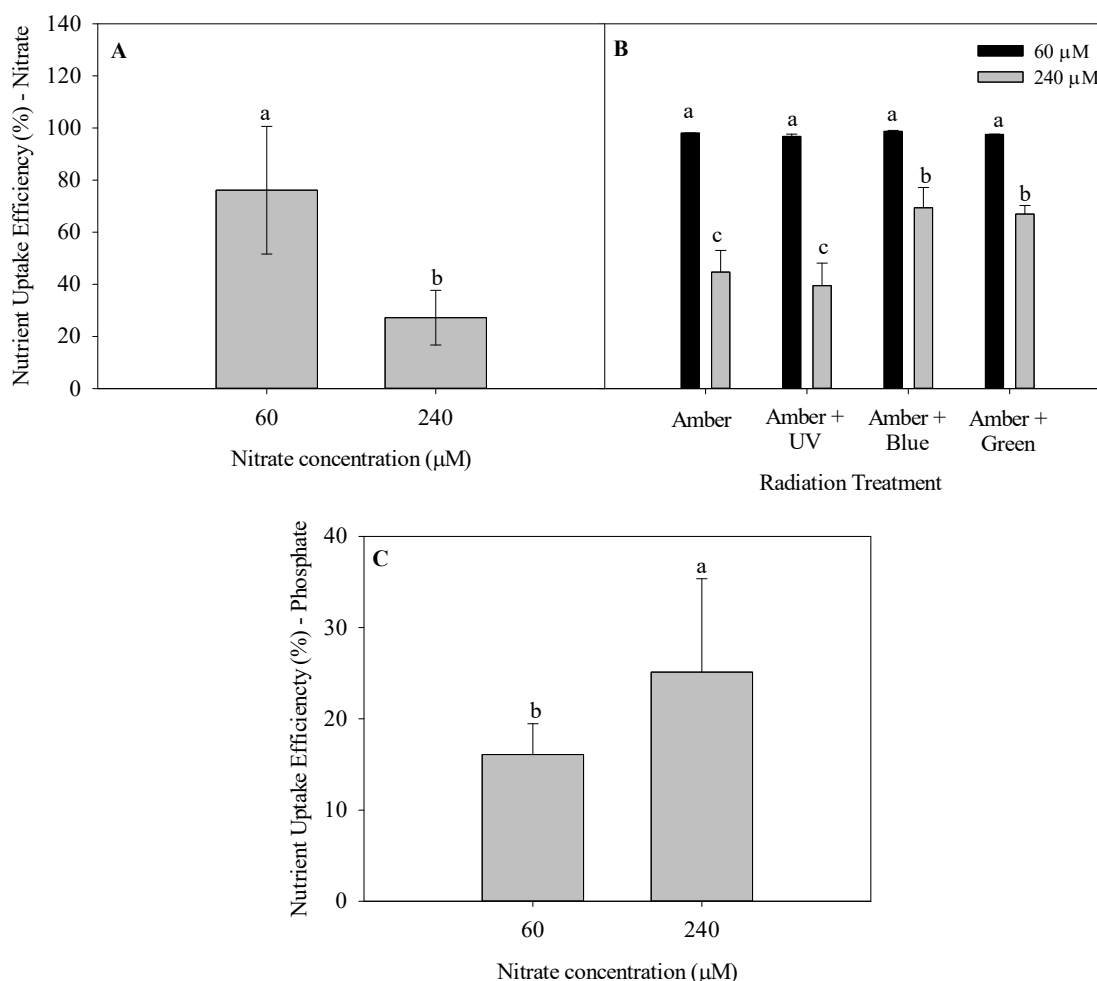 Nutrient Uptake Efficiency (%) - Nitrate
140
120
100
80
60
40
20
0
A
a
b
60
240
Nitrate concentration (μM)
B
60 μM
240 μM
a
a
a
a
c
c
b
b
Amber
Amber +
UV
Amber +
Blue
Amber +
Green
Radiation Treatment
Nutrient Uptake Efficiencty (%) - Phosphate
40
30
20
10
0
C
b
a
60
240
Nitrate concentration (μM)